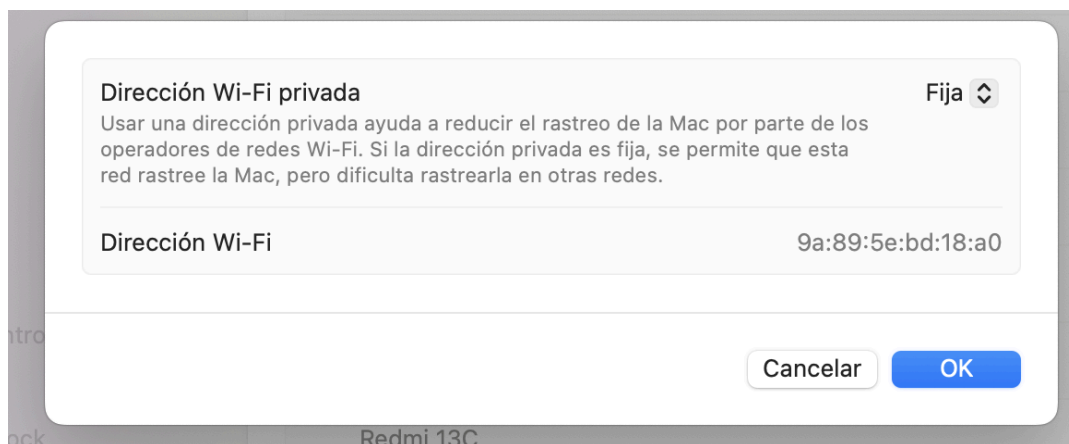 Dirección Wi-Fi privada
Fija
Usar una dirección privada ayuda a reducir el rastreo de la Mac por parte de los
operadores de redes Wi-Fi. Si la dirección privada es fija, se permite que esta
red rastree la Mac, pero dificulta rastrearla en otras redes.
Dirección Wi-Fi
9a:89:5e:bd:18:a0
ntro
Cancelar
OK
ock
Redmi 13C